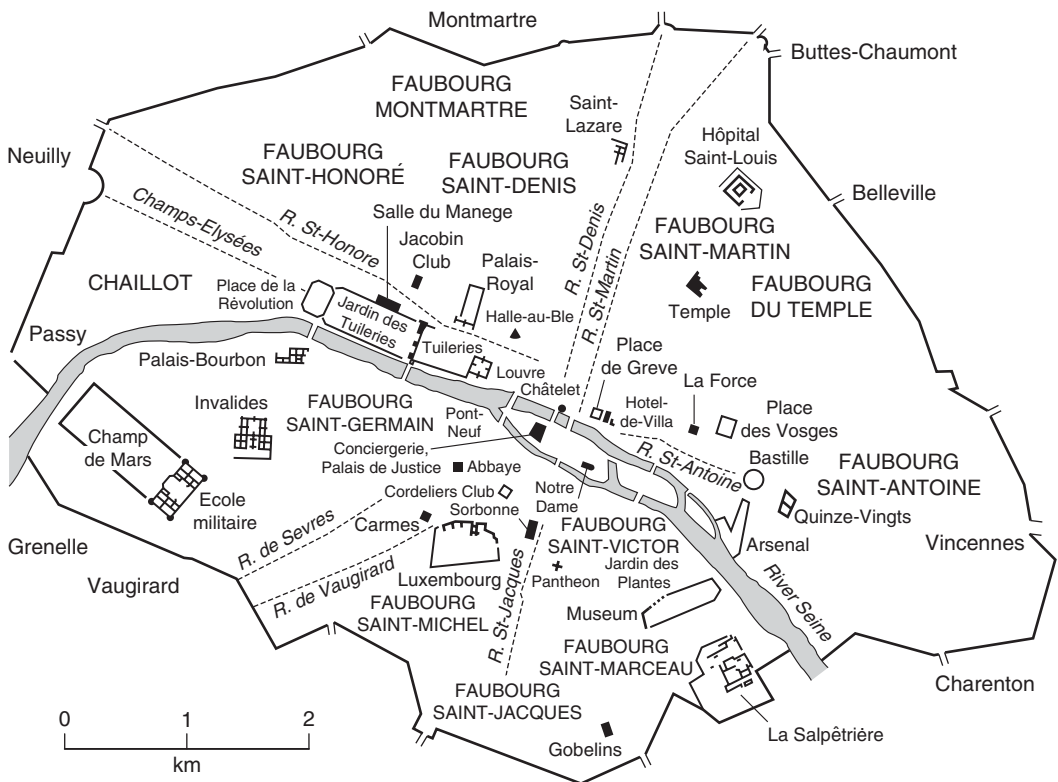 Montmartre
Buttes-Chaumont
FAUBOURG
MONTMARTRE
Saint-
Lazare
Hôpital
Saint-Louis
Neuilly
FAUBOURG
SAINT-HONORÉ
FAUBOURG
SAINT-DENIS
Belleville
Champs-Elysées
R. St-Honore
Salle du Manege
Jacobin
Club
Palais-
Royal
R. St-Denis
R. St-Martin
FAUBOURG
SAINT-MARTIN
CHAILLOT
Place de la
Révolution
Jardin des
Tuileries
Tuileries
Halle-au-Ble
Temple
FAUBOURG
DU TEMPLE
Passy
Palais-Bourbon
Louvre
Châtelet
Place
de Greve
La Force
Invalides
FAUBOURG
SAINT-GERMAIN
Pont-
Neuf
Hotel-
de-Villa
Place
des Vosges
Champ
de Mars
Conciergerie,
Palais de Justice
R. St-Antoine
Bastille
Abbaye
FAUBOURG
SAINT-ANTOINE
Ecole
militaire
Cordeliers Club
Sorbonne
Notre
Dame
Quinze-Vingts
Carmes
Grenelle
R. de Sevres
FAUBOURG
SAINT-VICTOR
Arsenal
Vincennes
Vaugirard
R. de Vaugirard
Luxembourg
Pantheon
Jardin des
Plantes
River Seine
FAUBOURG
SAINT-MICHEL
R. St-Jacques
Museum
FAUBOURG
SAINT-MARCEAU
Charenton
FAUBOURG
SAINT-JACQUES
La Salpêtriére
Gobelins
0 1 2
km